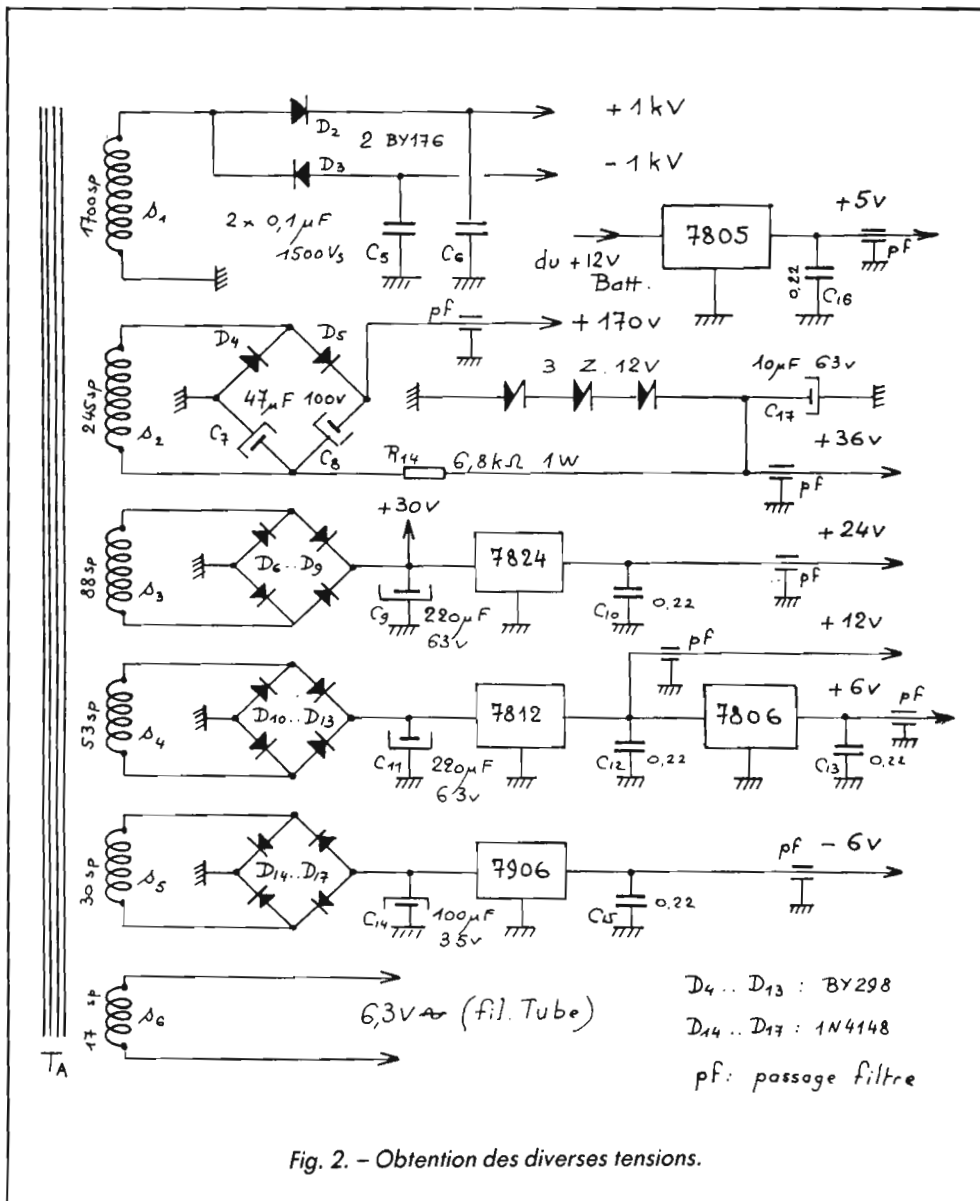 + 1 kV
D2
2 BY176
D3
- 1 kV
1700 sp
s1
2 x 0,1 µF
1500Vs
C5
C6
+5v
7805
pf
du +12V
Batt.
0,22
C16
pf
+ 170v
D4
D5
3 Z. 12V
10µF 63v
47µF 100v
C17
245 sp
s2
C7
C8
+36v
R14
6,8kΩ 1W
pf
+30v
+24v
7824
88 sp
D6..D9
pf
s3
C9
220µF
63v
C10
0,22
+12v
pf
+6v
pf
53 sp
D10..D13
7812
7806
s4
C11
220µF
63v
C12
0,22
C13
0,22
pf
- 6v
7906
30 sp
D14..D17
s5
C14
100µF
35v
C15
0,22
17 sp
s6
6,3v ~ (fil. Tube)
D4 .. D13 : BY298
D14 .. D17 : 1N4148
TA
pf : passage filtre
Fig. 2. – Obtention des diverses tensions.